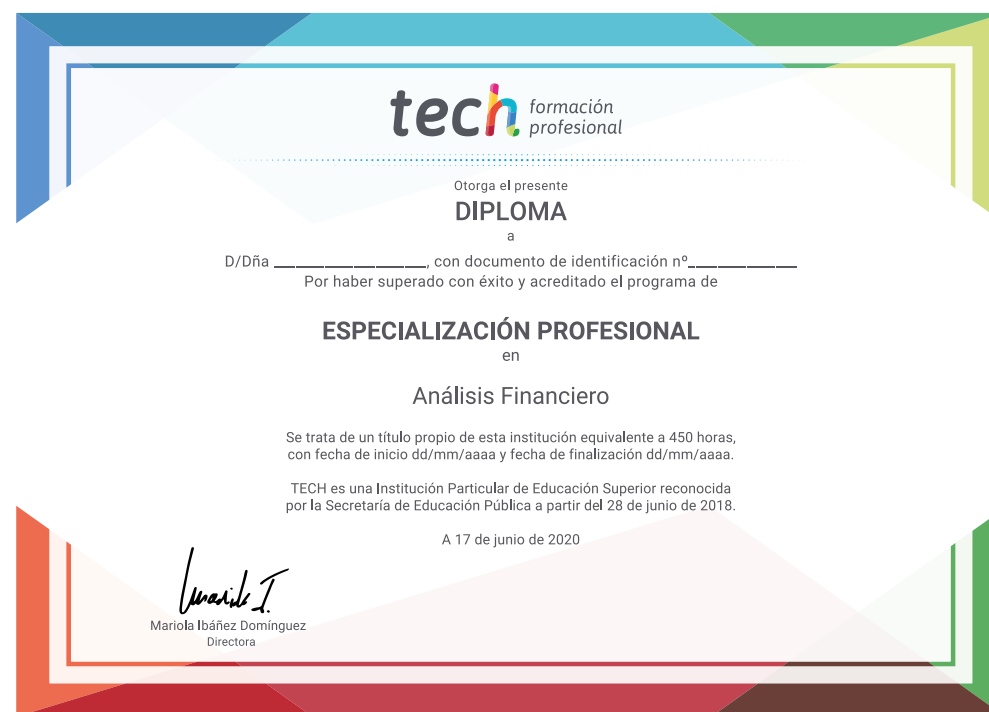 tech formación
profesional
Otorga el presente
DIPLOMA
a
D/Dña ______________, con documento de identificación nº__________
Por haber superado con éxito y acreditado el programa de
ESPECIALIZACIÓN PROFESIONAL
en
Análisis Financiero
Se trata de un título propio de esta institución equivalente a 450 horas,
con fecha de inicio dd/mm/aaaa y fecha de finalización dd/mm/aaaa.
TECH es una Institución Particular de Educación Superior reconocida
por la Secretaría de Educación Pública a partir del 28 de junio de 2018.
A 17 de junio de 2020
Mariola Ibáñez Domínguez
Directora